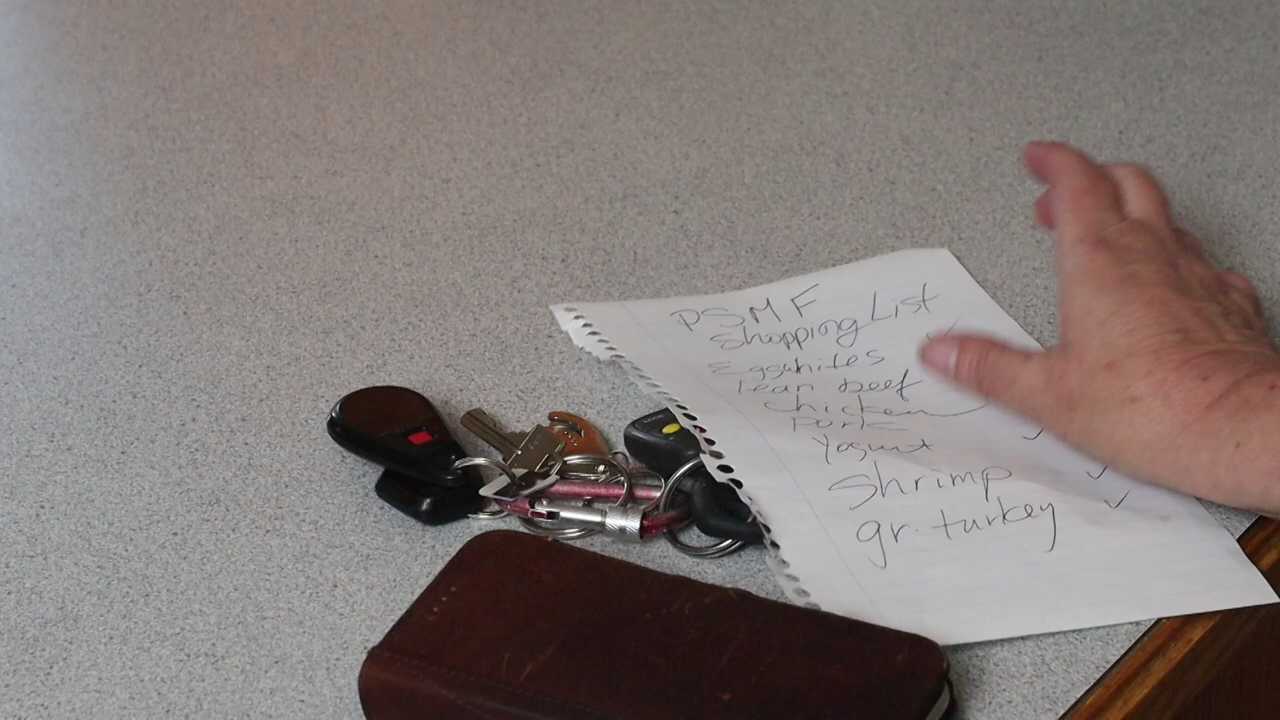 PSMF
Shopping List
Eggwhites
lean beef
chicken
pork
Yogurt
Shrimp
gr. turkey